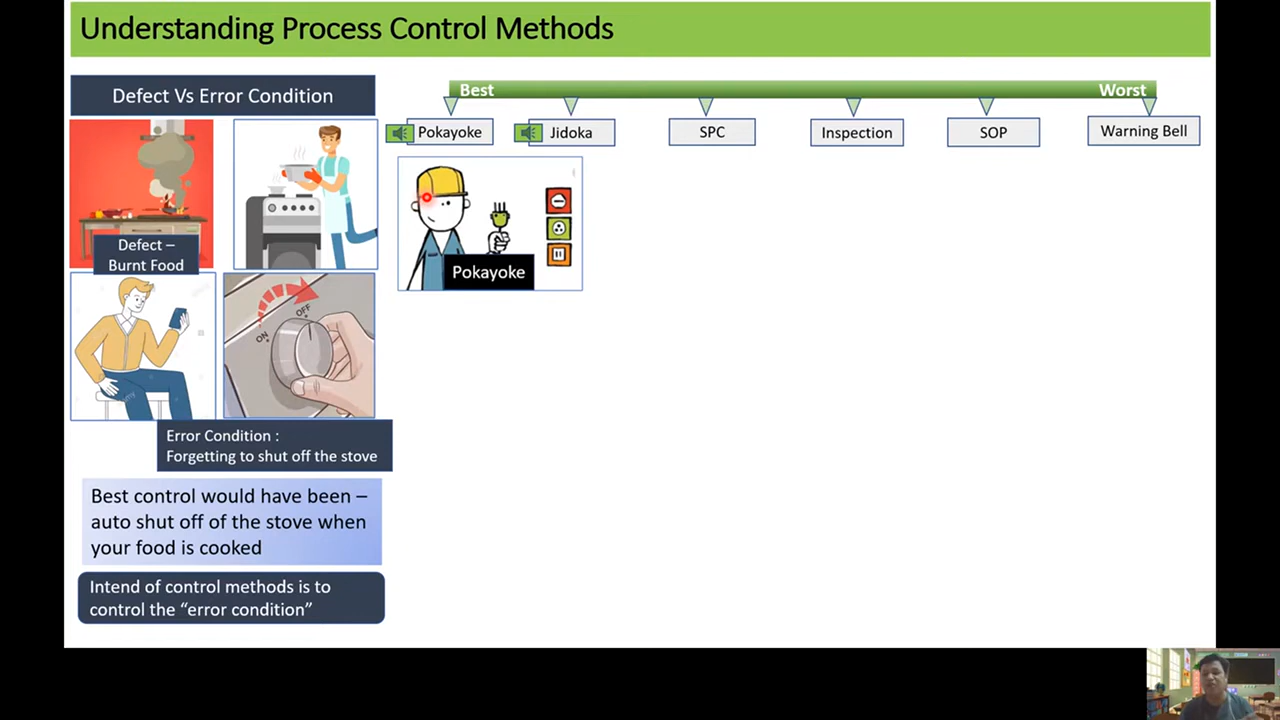 Understanding Process Control Methods
Defect Vs Error Condition
Defect –
Burnt Food
ON
OFF
Error Condition :
Forgetting to shut off the stove
Best control would have been –
auto shut off of the stove when
your food is cooked
Intend of control methods is to
control the “error condition”
Best
Worst
Pokayoke
Jidoka
SPC
Inspection
SOP
Warning Bell
Pokayoke